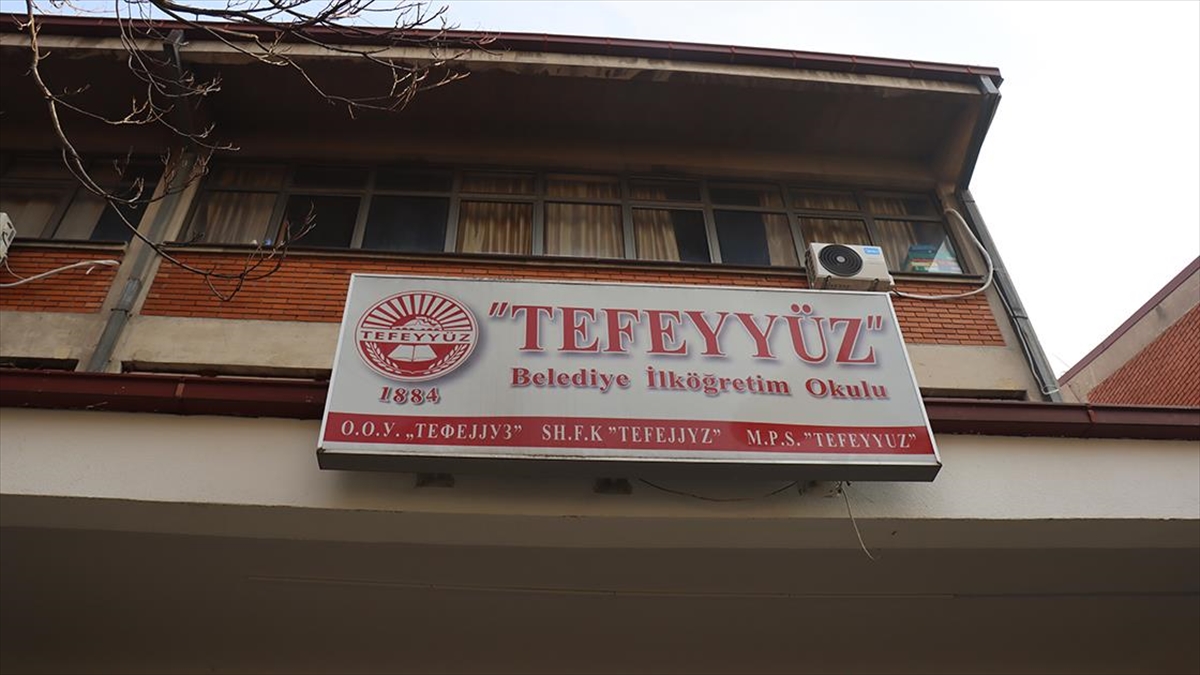 TEFEYYÜZ
1884
"TEFEYYÜZ"
Belediye İlköğretim Okulu
О.О.У. „ТЕФЕЈЈУЗ” SH.F.K "TEFEJJYZ" M.P.S. "TEFEYYUZ"